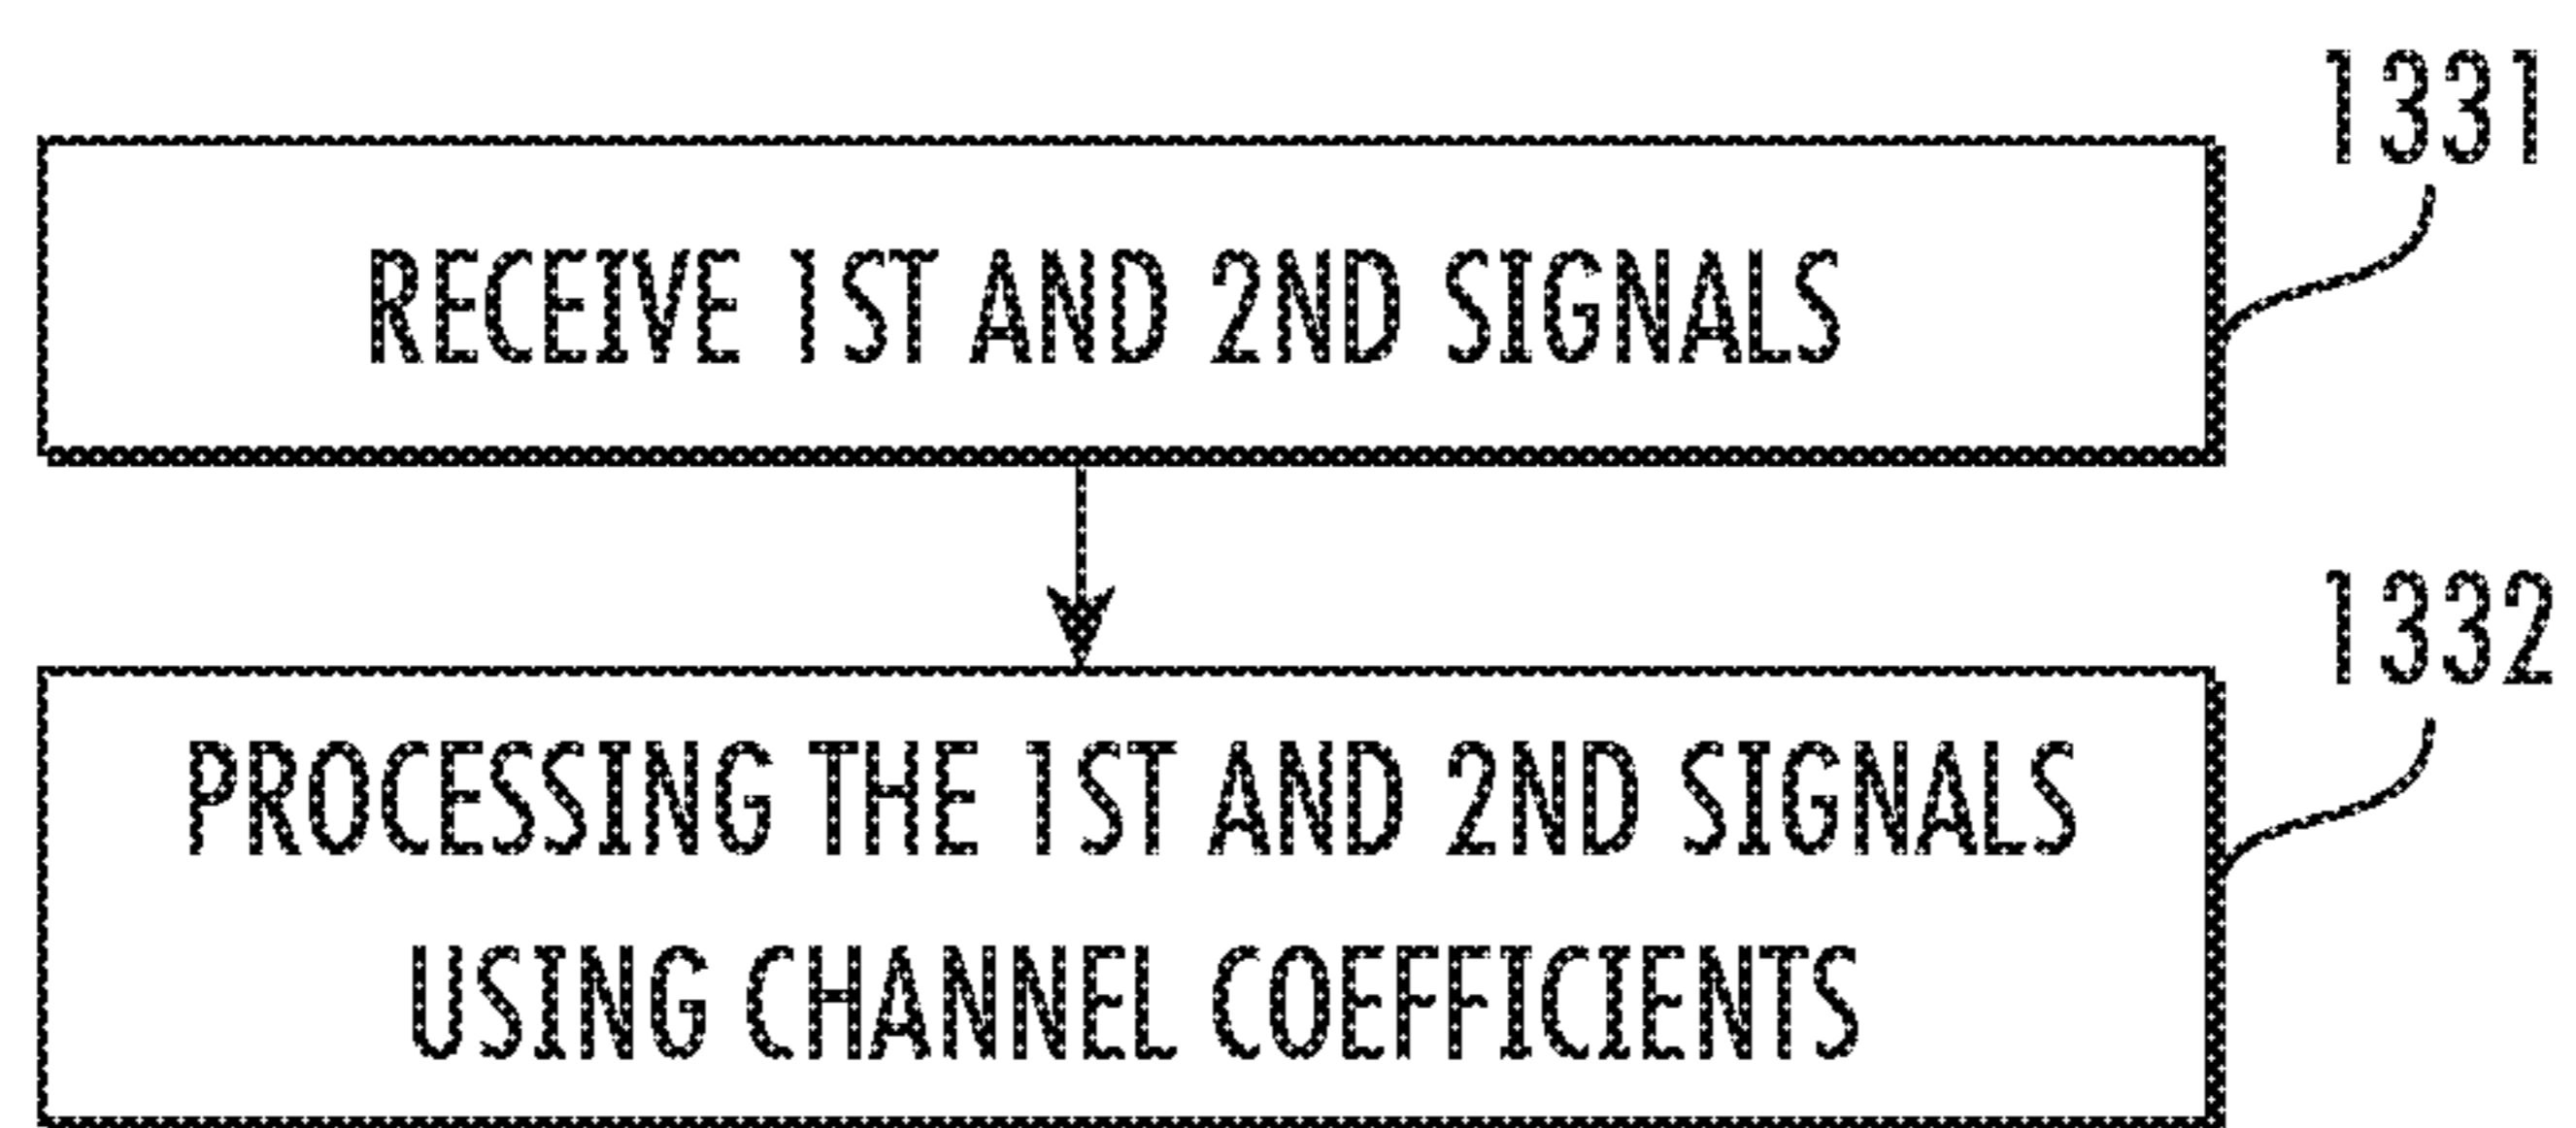 1331
RECEIVE 1ST AND 2ND SIGNALS
1332
PROCESSING THE 1ST AND 2ND SIGNALS
USING CHANNEL COEFFICIENTS